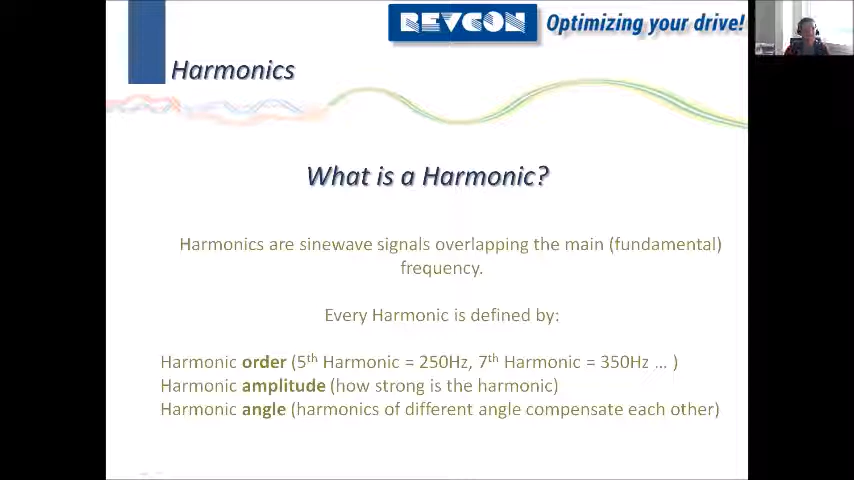 REVCON Optimizing your drive!
Harmonics
What is a Harmonic?
Harmonics are sinewave signals overlapping the main (fundamental)
frequency.
Every Harmonic is defined by:
Harmonic order (5th Harmonic = 250Hz, 7th Harmonic = 350Hz … )
Harmonic amplitude (how strong is the harmonic)
Harmonic angle (harmonics of different angle compensate each other)